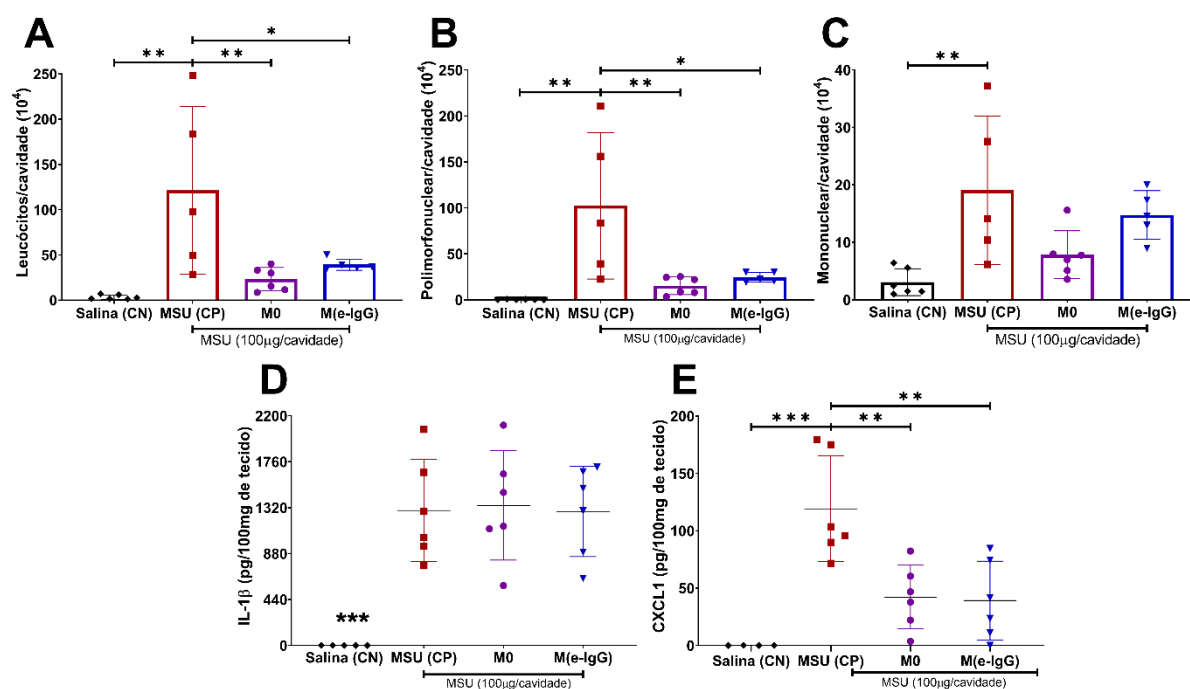 A
Leucócitos/cavidade (10⁴)
250
200
150
100
50
0
** ** *
Salina (CN) MSU (CP) M0 M(e-IgG)
MSU (100µg/cavidade)
B
Polimorfonuclear/cavidade (10⁴)
250
200
150
100
50
0
** ** *
Salina (CN) MSU (CP) M0 M(e-IgG)
MSU (100µg/cavidade)
C
Mononuclear/cavidade (10⁴)
40
30
20
10
0
**
Salina (CN) MSU (CP) M0 M(e-IgG)
MSU (100µg/cavidade)
D
IL-1β (pg/100mg de tecido)
2200
1760
1320
880
440
0
***
Salina (CN) MSU (CP) M0 M(e-IgG)
MSU (100µg/cavidade)
E
CXCL1 (pg/100mg de tecido)
200
150
100
50
0
*** ** **
Salina (CN) MSU (CP) M0 M(e-IgG)
MSU (100µg/cavidade)